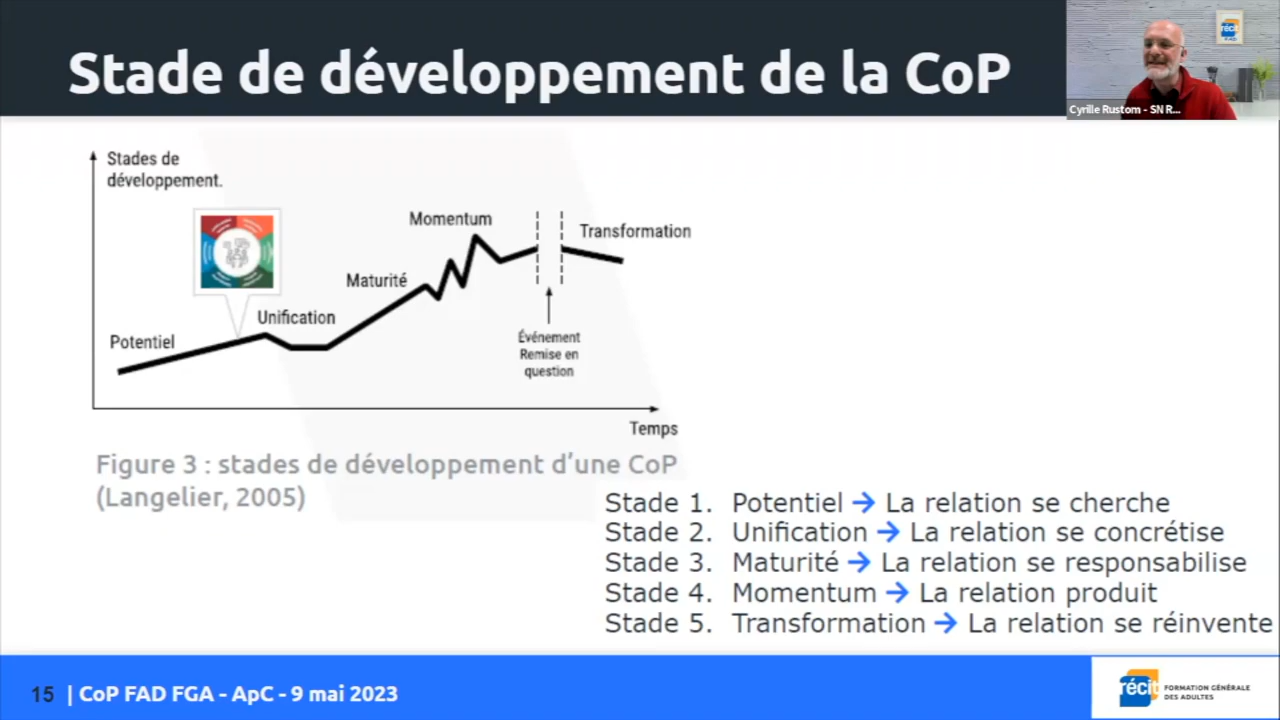 Stade de développement de la CoP
récit
FAD
Cyrille Rustom - SN R...
Stades de
développement.
Momentum
Transformation
Maturité
Unification
Potentiel
Événement
Remise en
question
Temps
Figure 3 : stades de développement d’une CoP
(Langelier, 2005)
Stade 1. Potentiel → La relation se cherche
Stade 2. Unification → La relation se concrétise
Stade 3. Maturité → La relation se responsabilise
Stade 4. Momentum → La relation produit
Stade 5. Transformation → La relation se réinvente
15 | CoP FAD FGA - ApC - 9 mai 2023
récit
FORMATION GÉNÉRALE
DES ADULTES